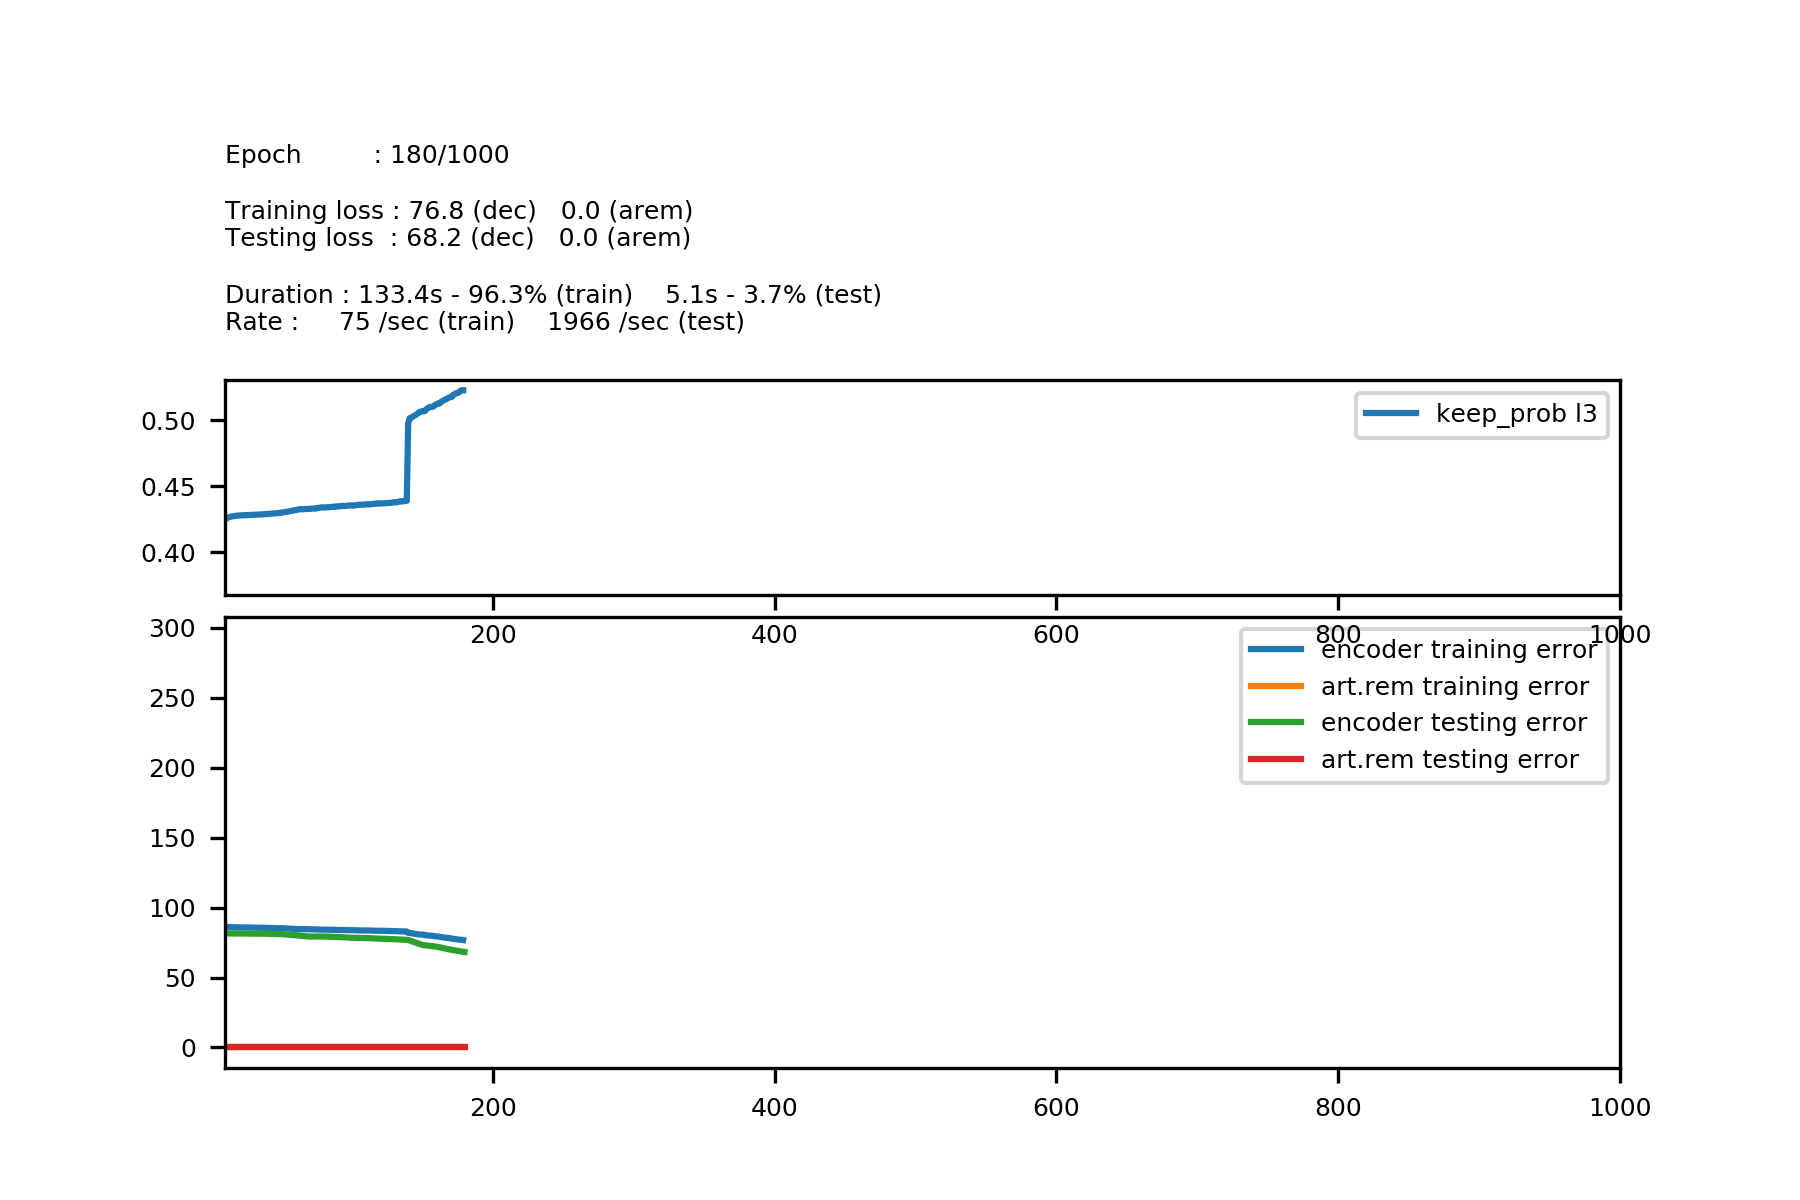 Epoch : 180/1000
Training loss : 76.8 (dec) 0.0 (arem)
Testing loss : 68.2 (dec) 0.0 (arem)
Duration : 133.4s - 96.3% (train) 5.1s - 3.7% (test)
Rate : 75 /sec (train) 1966 /sec (test)
keep_prob l3
0.50
0.45
0.40
200 400 600 800 1000
encoder training error
art.rem training error
encoder testing error
art.rem testing error
300
250
200
150
100
50
0
200 400 600 800 1000